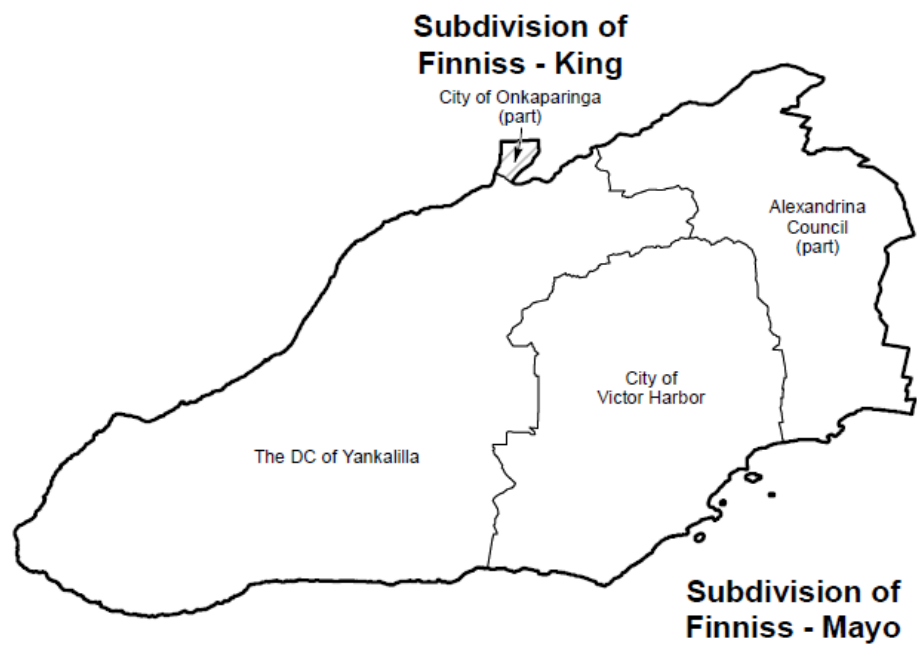 Subdivision of
Finniss - King
City of Onkaparinga
(part)
Alexandrina
Council
(part)
City of
Victor Harbor
The DC of Yankalilla
Subdivision of
Finniss - Mayo